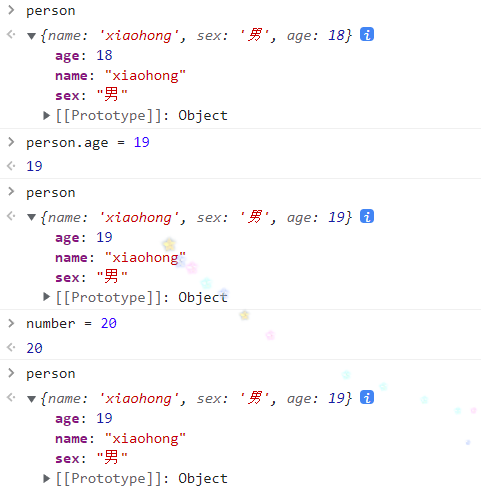 > person
<· ▼{name: 'xiaohong', sex: '男', age: 18} i
age: 18
name: "xiaohong"
sex: "男"
▶[[Prototype]]: Object
> person.age = 19
<· 19
> person
<· ▼{name: 'xiaohong', sex: '男', age: 19} i
age: 19
name: "xiaohong"
sex: "男"
▶[[Prototype]]: Object
> number = 20
<· 20
> person
<· ▼{name: 'xiaohong', sex: '男', age: 19} i
age: 19
name: "xiaohong"
sex: "男"
▶[[Prototype]]: Object